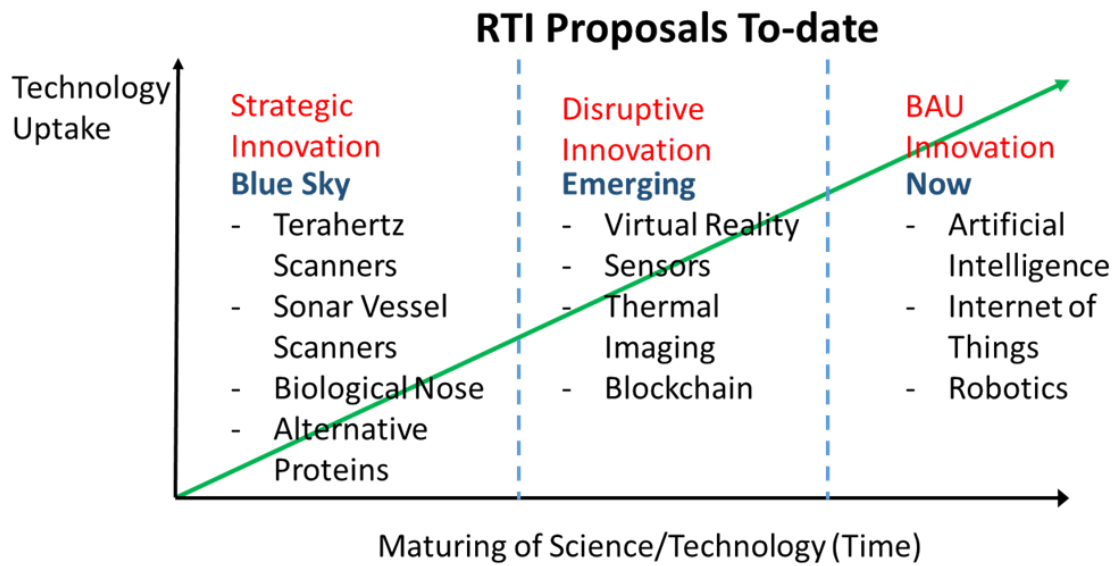 RTI Proposals To-date
Technology
Uptake
Strategic
Innovation
Blue Sky
- Terahertz
Scanners
- Sonar Vessel
Scanners
- Biological Nose
- Alternative
Proteins
Disruptive
Innovation
Emerging
- Virtual Reality
- Sensors
- Thermal
Imaging
- Blockchain
BAU
Innovation
Now
- Artificial
Intelligence
- Internet of
Things
- Robotics
Maturing of Science/Technology (Time)